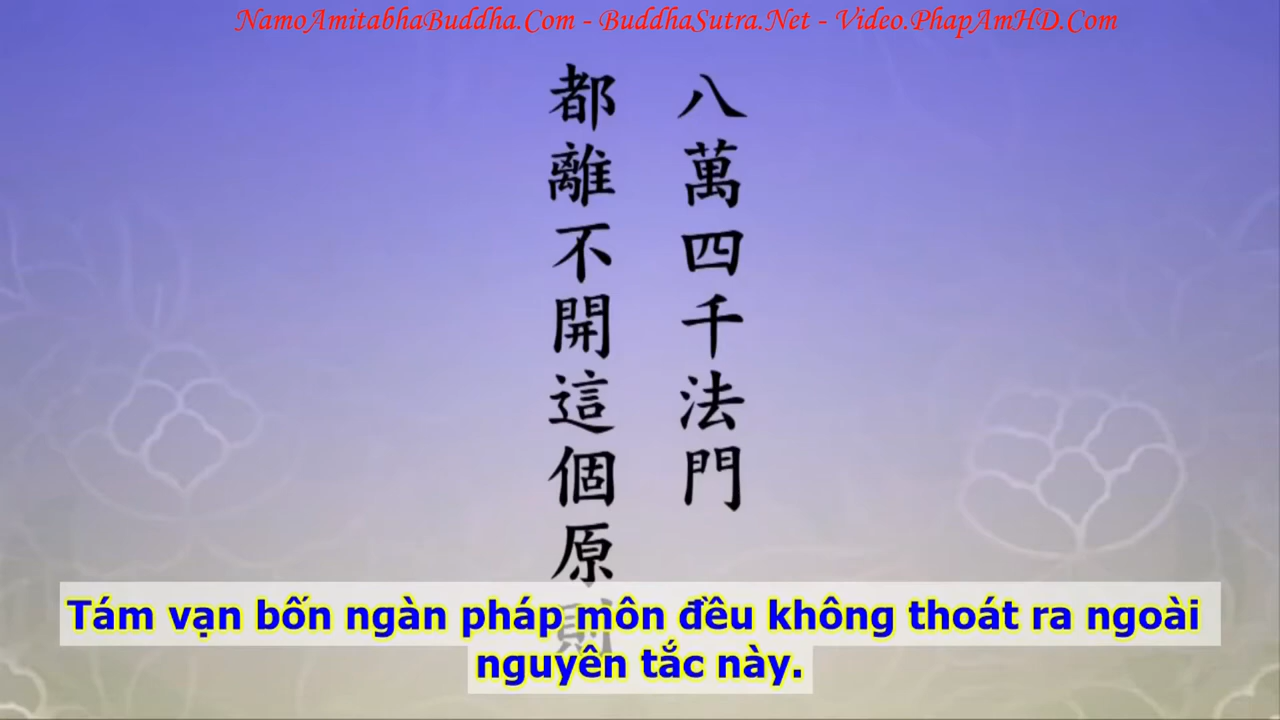 NamoAmitabhaBuddha.Com - BuddhaSutra.Net - Video.PhapAmHD.Com
八萬四千法門
都離不開這個原則
Tám vạn bốn ngàn pháp môn đều không thoát ra ngoài
nguyên tắc này.